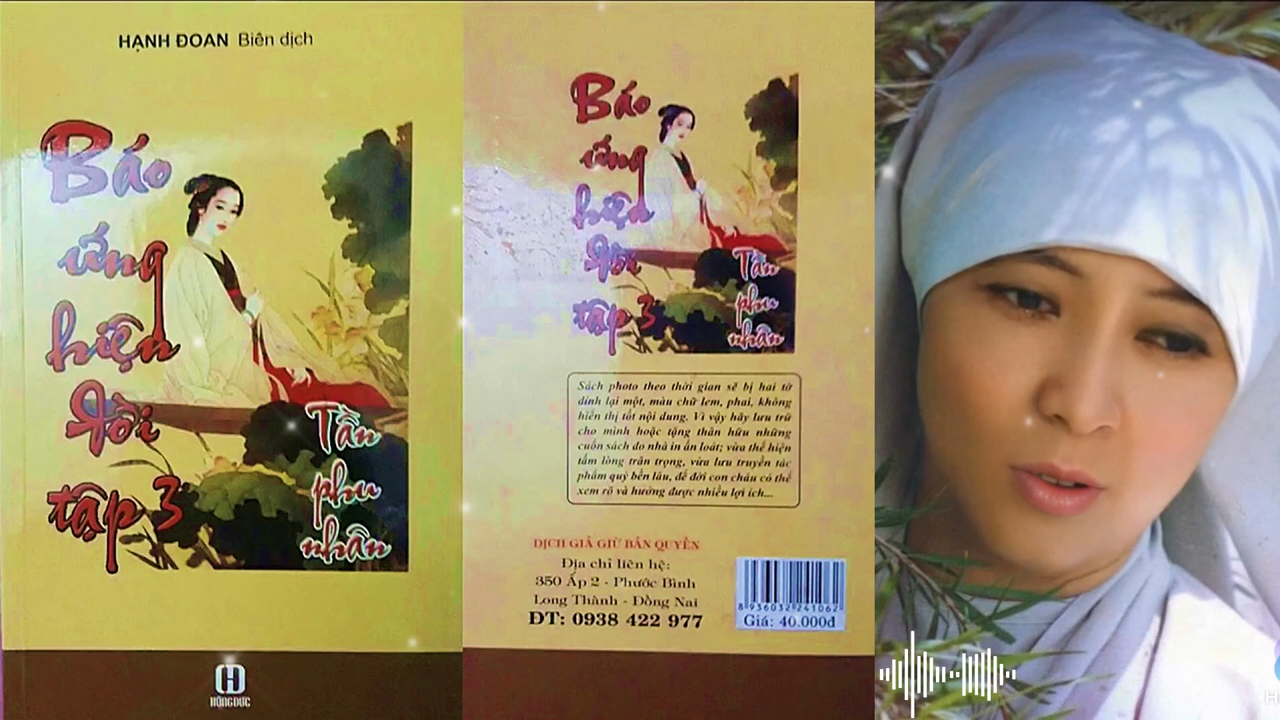 HẠNH ĐOAN Biên dịch
Báo
ứng
hiện
đời
tập 3
Tần
phu
nhân
HỒNG ĐỨC
Báo
ứng
hiện
đời
tập 3
Tần
phu
nhân
Sách photo theo thời gian sẽ bị hai tờ
dính lại một, màu chữ lem, phai, không
hiển thị tốt nội dung. Vì vậy hãy lưu trữ
cho mình hoặc tặng thân hữu những
cuốn sách do nhà in ấn loát; vừa thể hiện
tấm lòng trân trọng, vừa lưu truyền tác
phẩm quý bền lâu, để đời con cháu có thể
xem rõ và hưởng được nhiều lợi ích...
DỊCH GIẢ GIỮ BẢN QUYỀN
Địa chỉ liên hệ:
350 Ấp 2 - Phước Bình
Long Thành - Đồng Nai
ĐT: 0938 422 977
8 936032 241062
Giá: 40.000đ